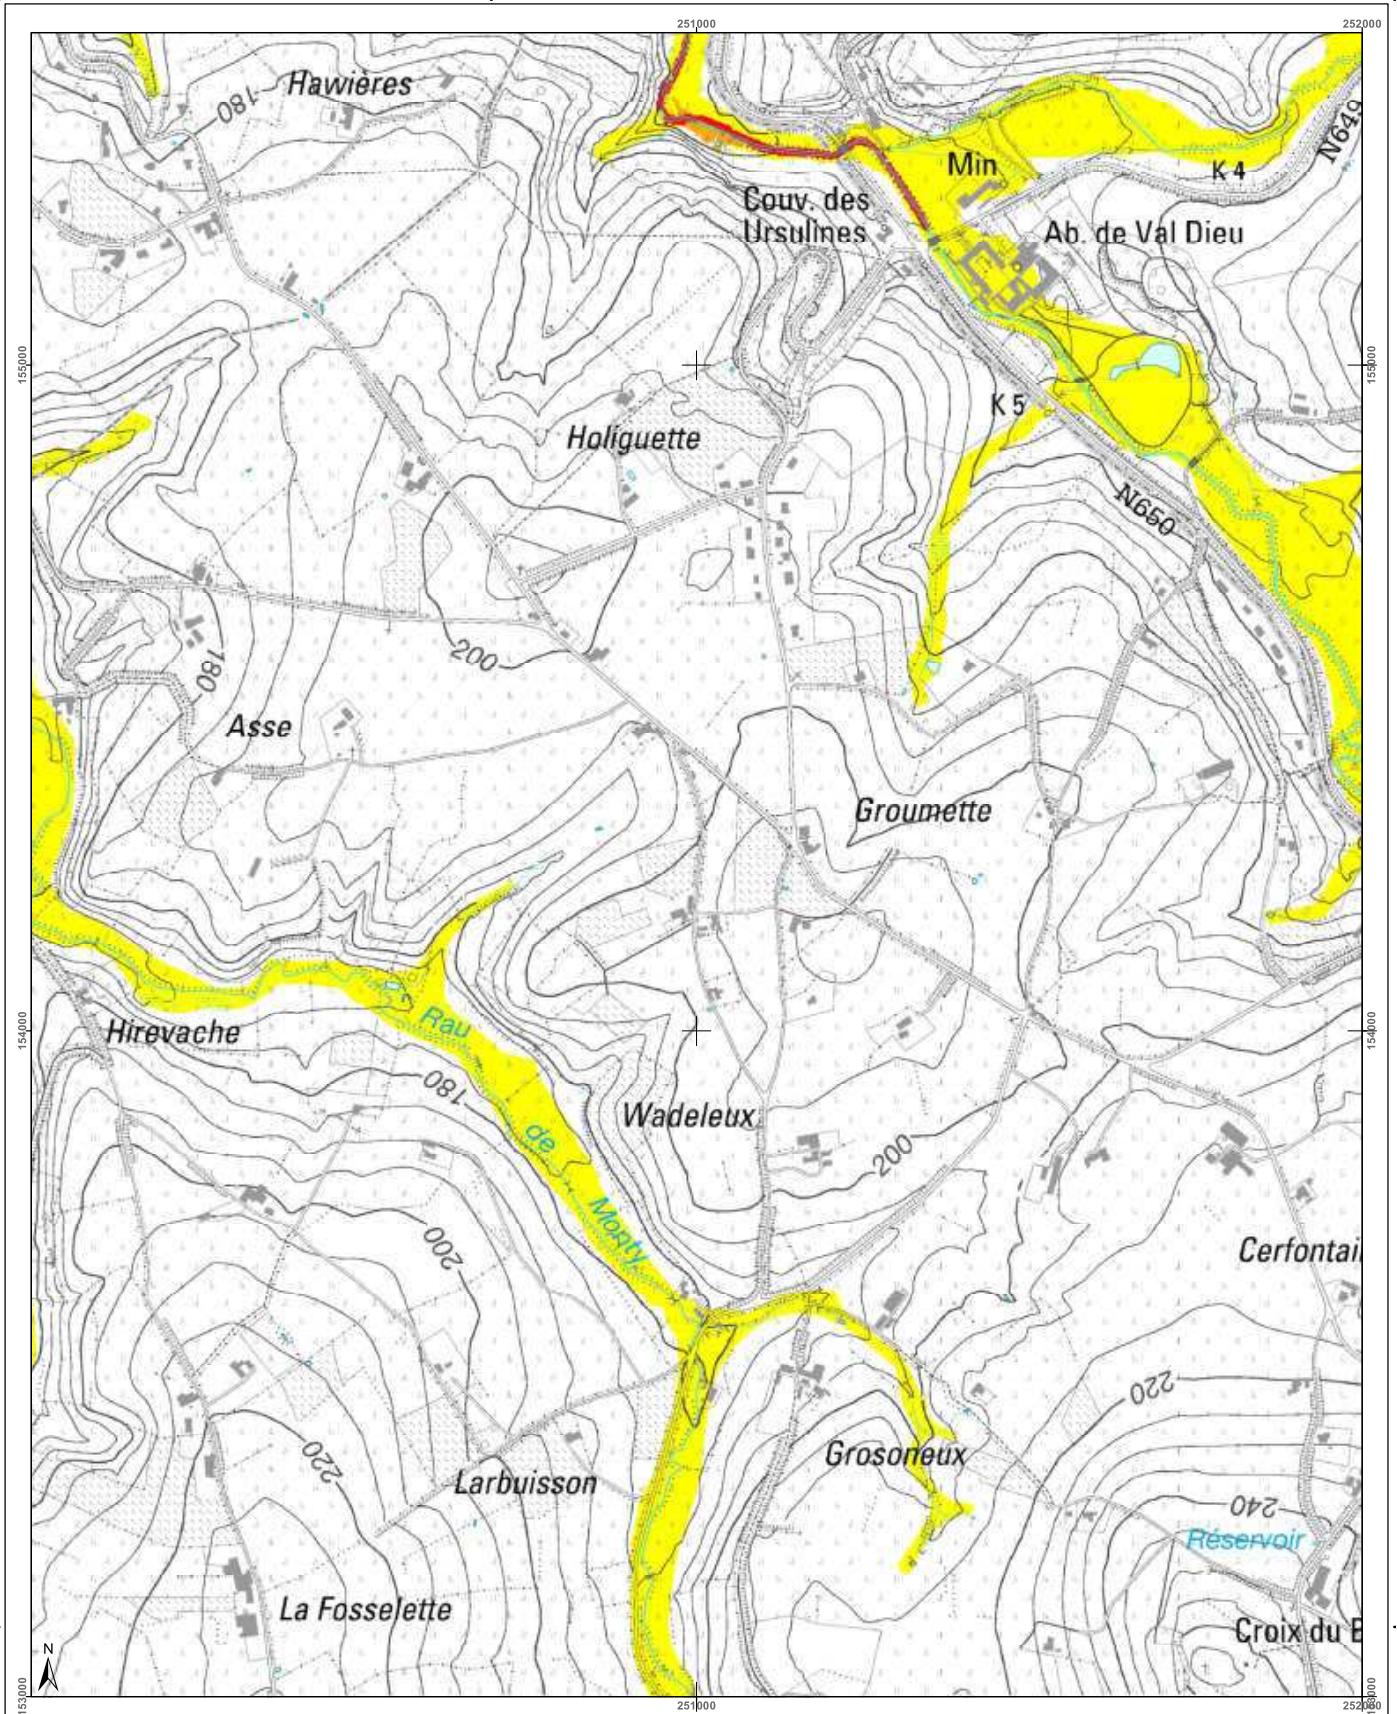 251000
252000
Hawières
180
N649
Min
K 4
Couv. des
Ursulines
Ab. de Val Dieu
155000
155000
K 5
Holiguette
N650
200
180
Asse
Groumette
154000
154000
Rau
Hirevache
180
de
Wadeleux
200
Monty
200
Cerfontai
220
Grosoneux
220
Larbuisson
240
Réservoir
La Fosselette
Croix du B
N
153000
251000
252000
153000